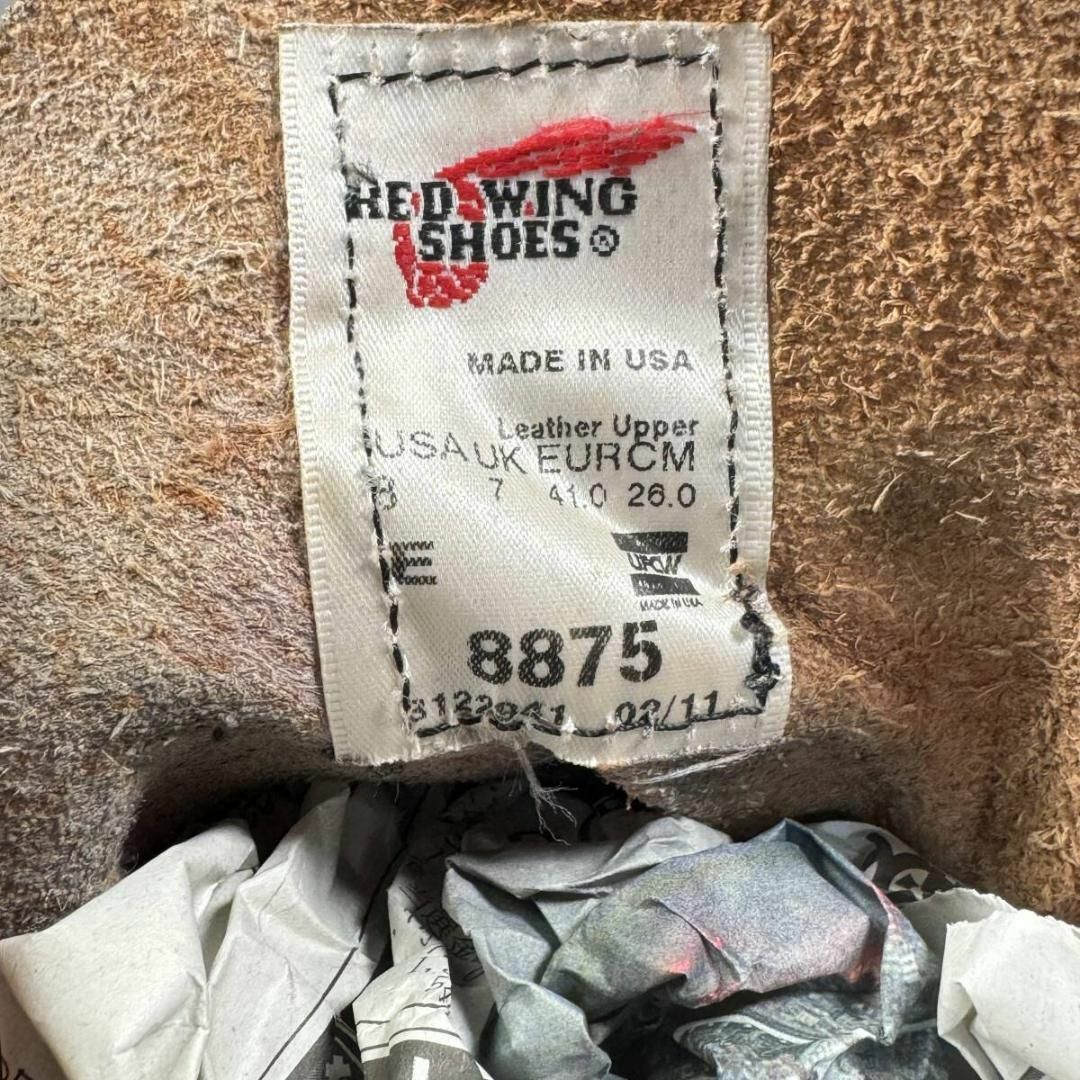 RED WING
SHOES®
MADE IN USA
Leather Upper
USA UK EUR CM
8 7 41.0 26.0
E
UFCW
MADE IN USA
8875
02/11